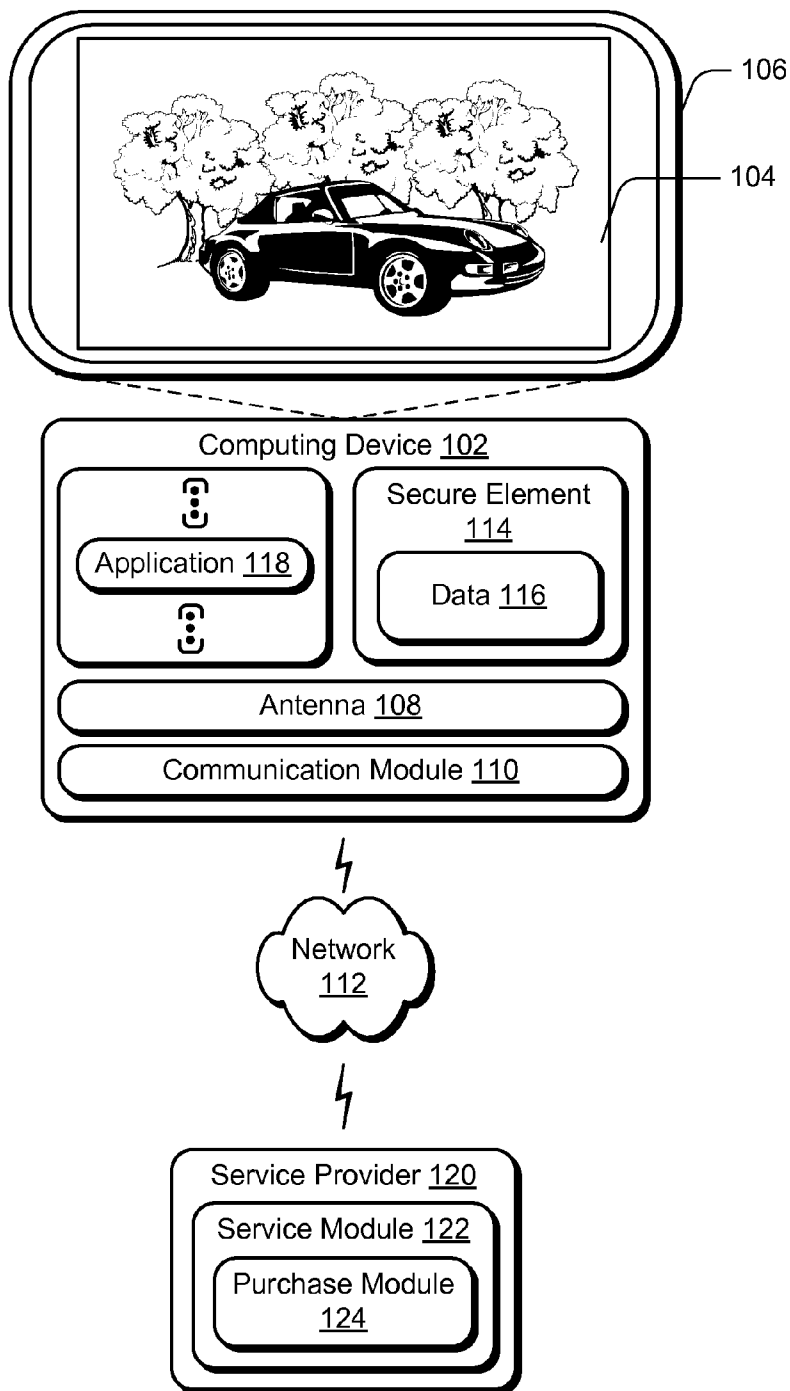 106
104
Computing Device 102
Secure Element
114
Application 118
Data 116
Antenna 108
Communication Module 110
Network
112
Service Provider 120
Service Module 122
Purchase Module
124